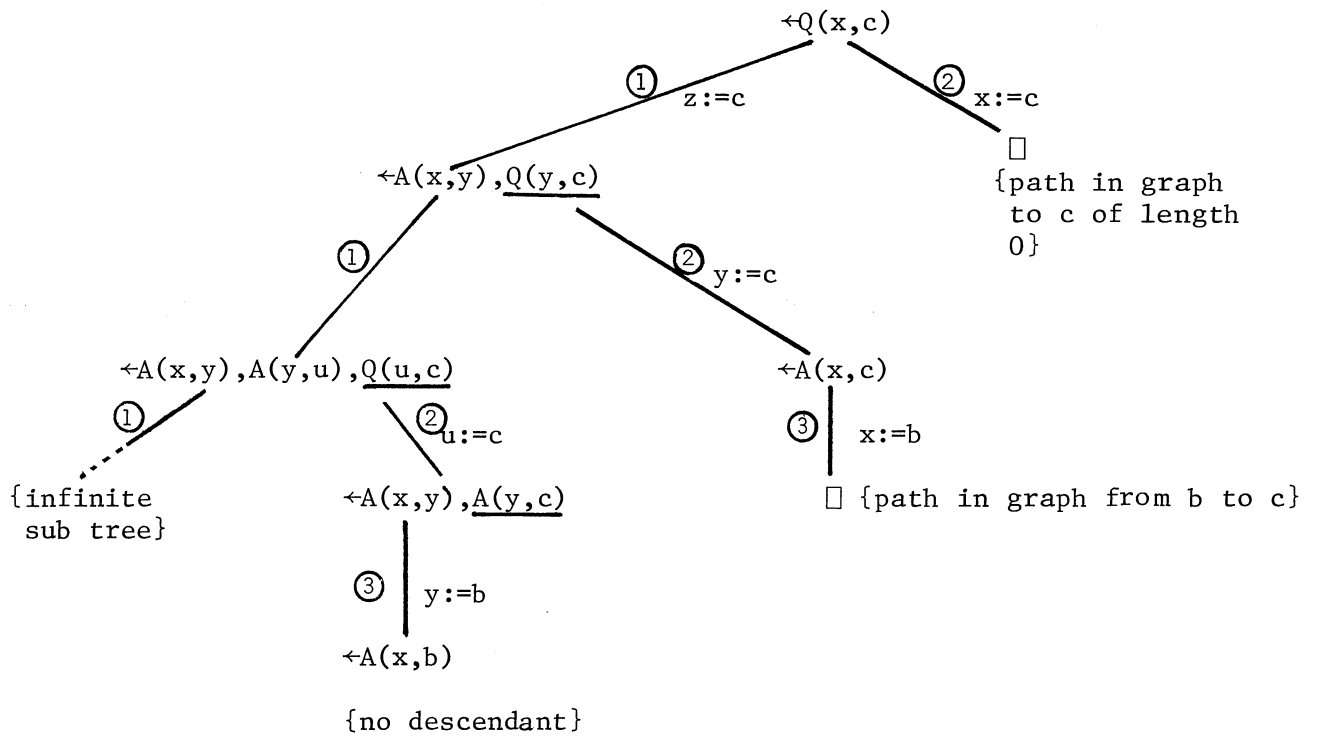 ←Q(x,c)
① z:=c
② x:=c
□
{path in graph
to c of length
0}
←A(x,y),Q(y,c)
①
② y:=c
←A(x,y),A(y,u),Q(u,c)
←A(x,c)
①
② u:=c
③ x:=b
{infinite
sub tree}
←A(x,y),A(y,c)
□ {path in graph from b to c}
③ y:=b
←A(x,b)
{no descendant}